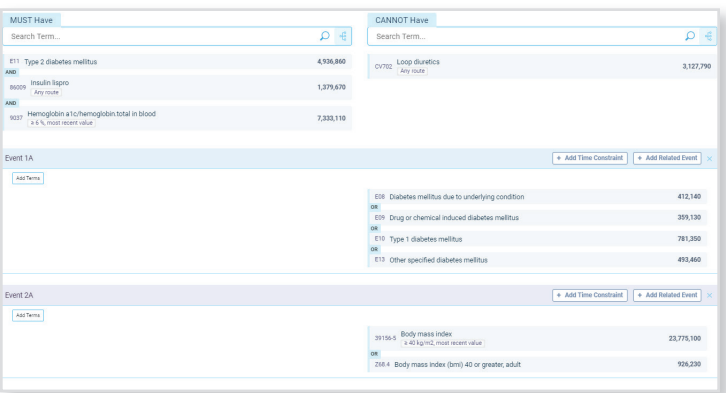 MUST Have
CANNOT Have
Search Term...
Search Term...
E11 Type 2 diabetes mellitus 4,936,860
AND
86009 Insulin lispro 1,379,670
Any route
AND
9037 Hemoglobin a1c/hemoglobin.total in blood 7,333,110
≥ 6 %, most recent value
CV702 Loop diuretics 3,127,790
Any route
Event 1A
+ Add Time Constraint
+ Add Related Event ×
Add Terms
E08 Diabetes mellitus due to underlying condition 412,140
OR
E09 Drug or chemical induced diabetes mellitus 359,130
OR
E10 Type 1 diabetes mellitus 781,350
OR
E13 Other specified diabetes mellitus 493,460
Event 2A
+ Add Time Constraint
+ Add Related Event ×
Add Terms
39156-5 Body mass index 23,775,100
≥ 40 kg/m2, most recent value
OR
Z68.4 Body mass index (bmi) 40 or greater, adult 926,230